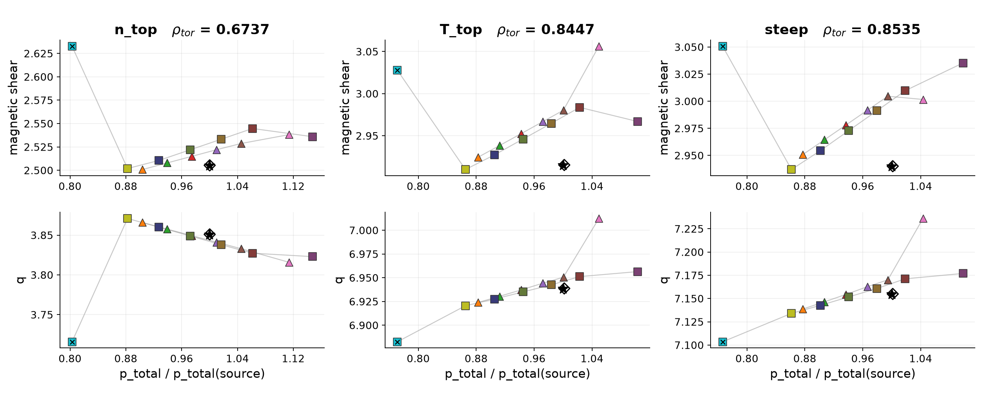 n_top ρtor = 0.6737
T_top ρtor = 0.8447
steep ρtor = 0.8535
magnetic shear
2.625
2.600
2.575
2.550
2.525
2.500
0.80 0.88 0.96 1.04 1.12
magnetic shear
3.05
3.00
2.95
0.80 0.88 0.96 1.04
magnetic shear
3.050
3.025
3.000
2.975
2.950
0.80 0.88 0.96 1.04
q
3.85
3.80
3.75
0.80 0.88 0.96 1.04 1.12
p_total / p_total(source)
q
7.000
6.975
6.950
6.925
6.900
0.80 0.88 0.96 1.04
p_total / p_total(source)
q
7.225
7.200
7.175
7.150
7.125
7.100
0.80 0.88 0.96 1.04
p_total / p_total(source)